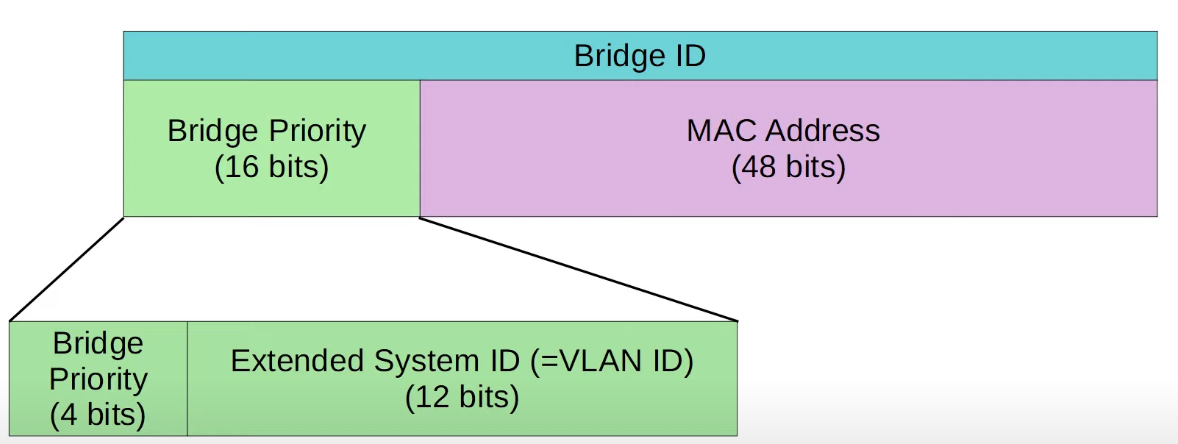 Bridge ID
Bridge Priority
(16 bits)
MAC Address
(48 bits)
Bridge
Priority
(4 bits)
Extended System ID (=VLAN ID)
(12 bits)